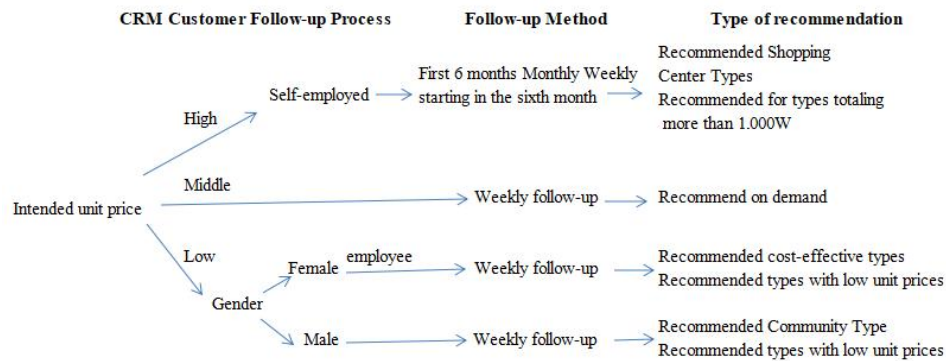 CRM Customer Follow-up Process
Follow-up Method
Type of recommendation
Recommended Shopping
Center Types
Recommended for types totaling
more than 1.000W
First 6 months Monthly Weekly
starting in the sixth month
Self-employed
High
Middle
Intended unit price
Weekly follow-up
Recommend on demand
Low
Female
employee
Weekly follow-up
Recommended cost-effective types
Recommended types with low unit prices
Gender
Male
Weekly follow-up
Recommended Community Type
Recommended types with low unit prices